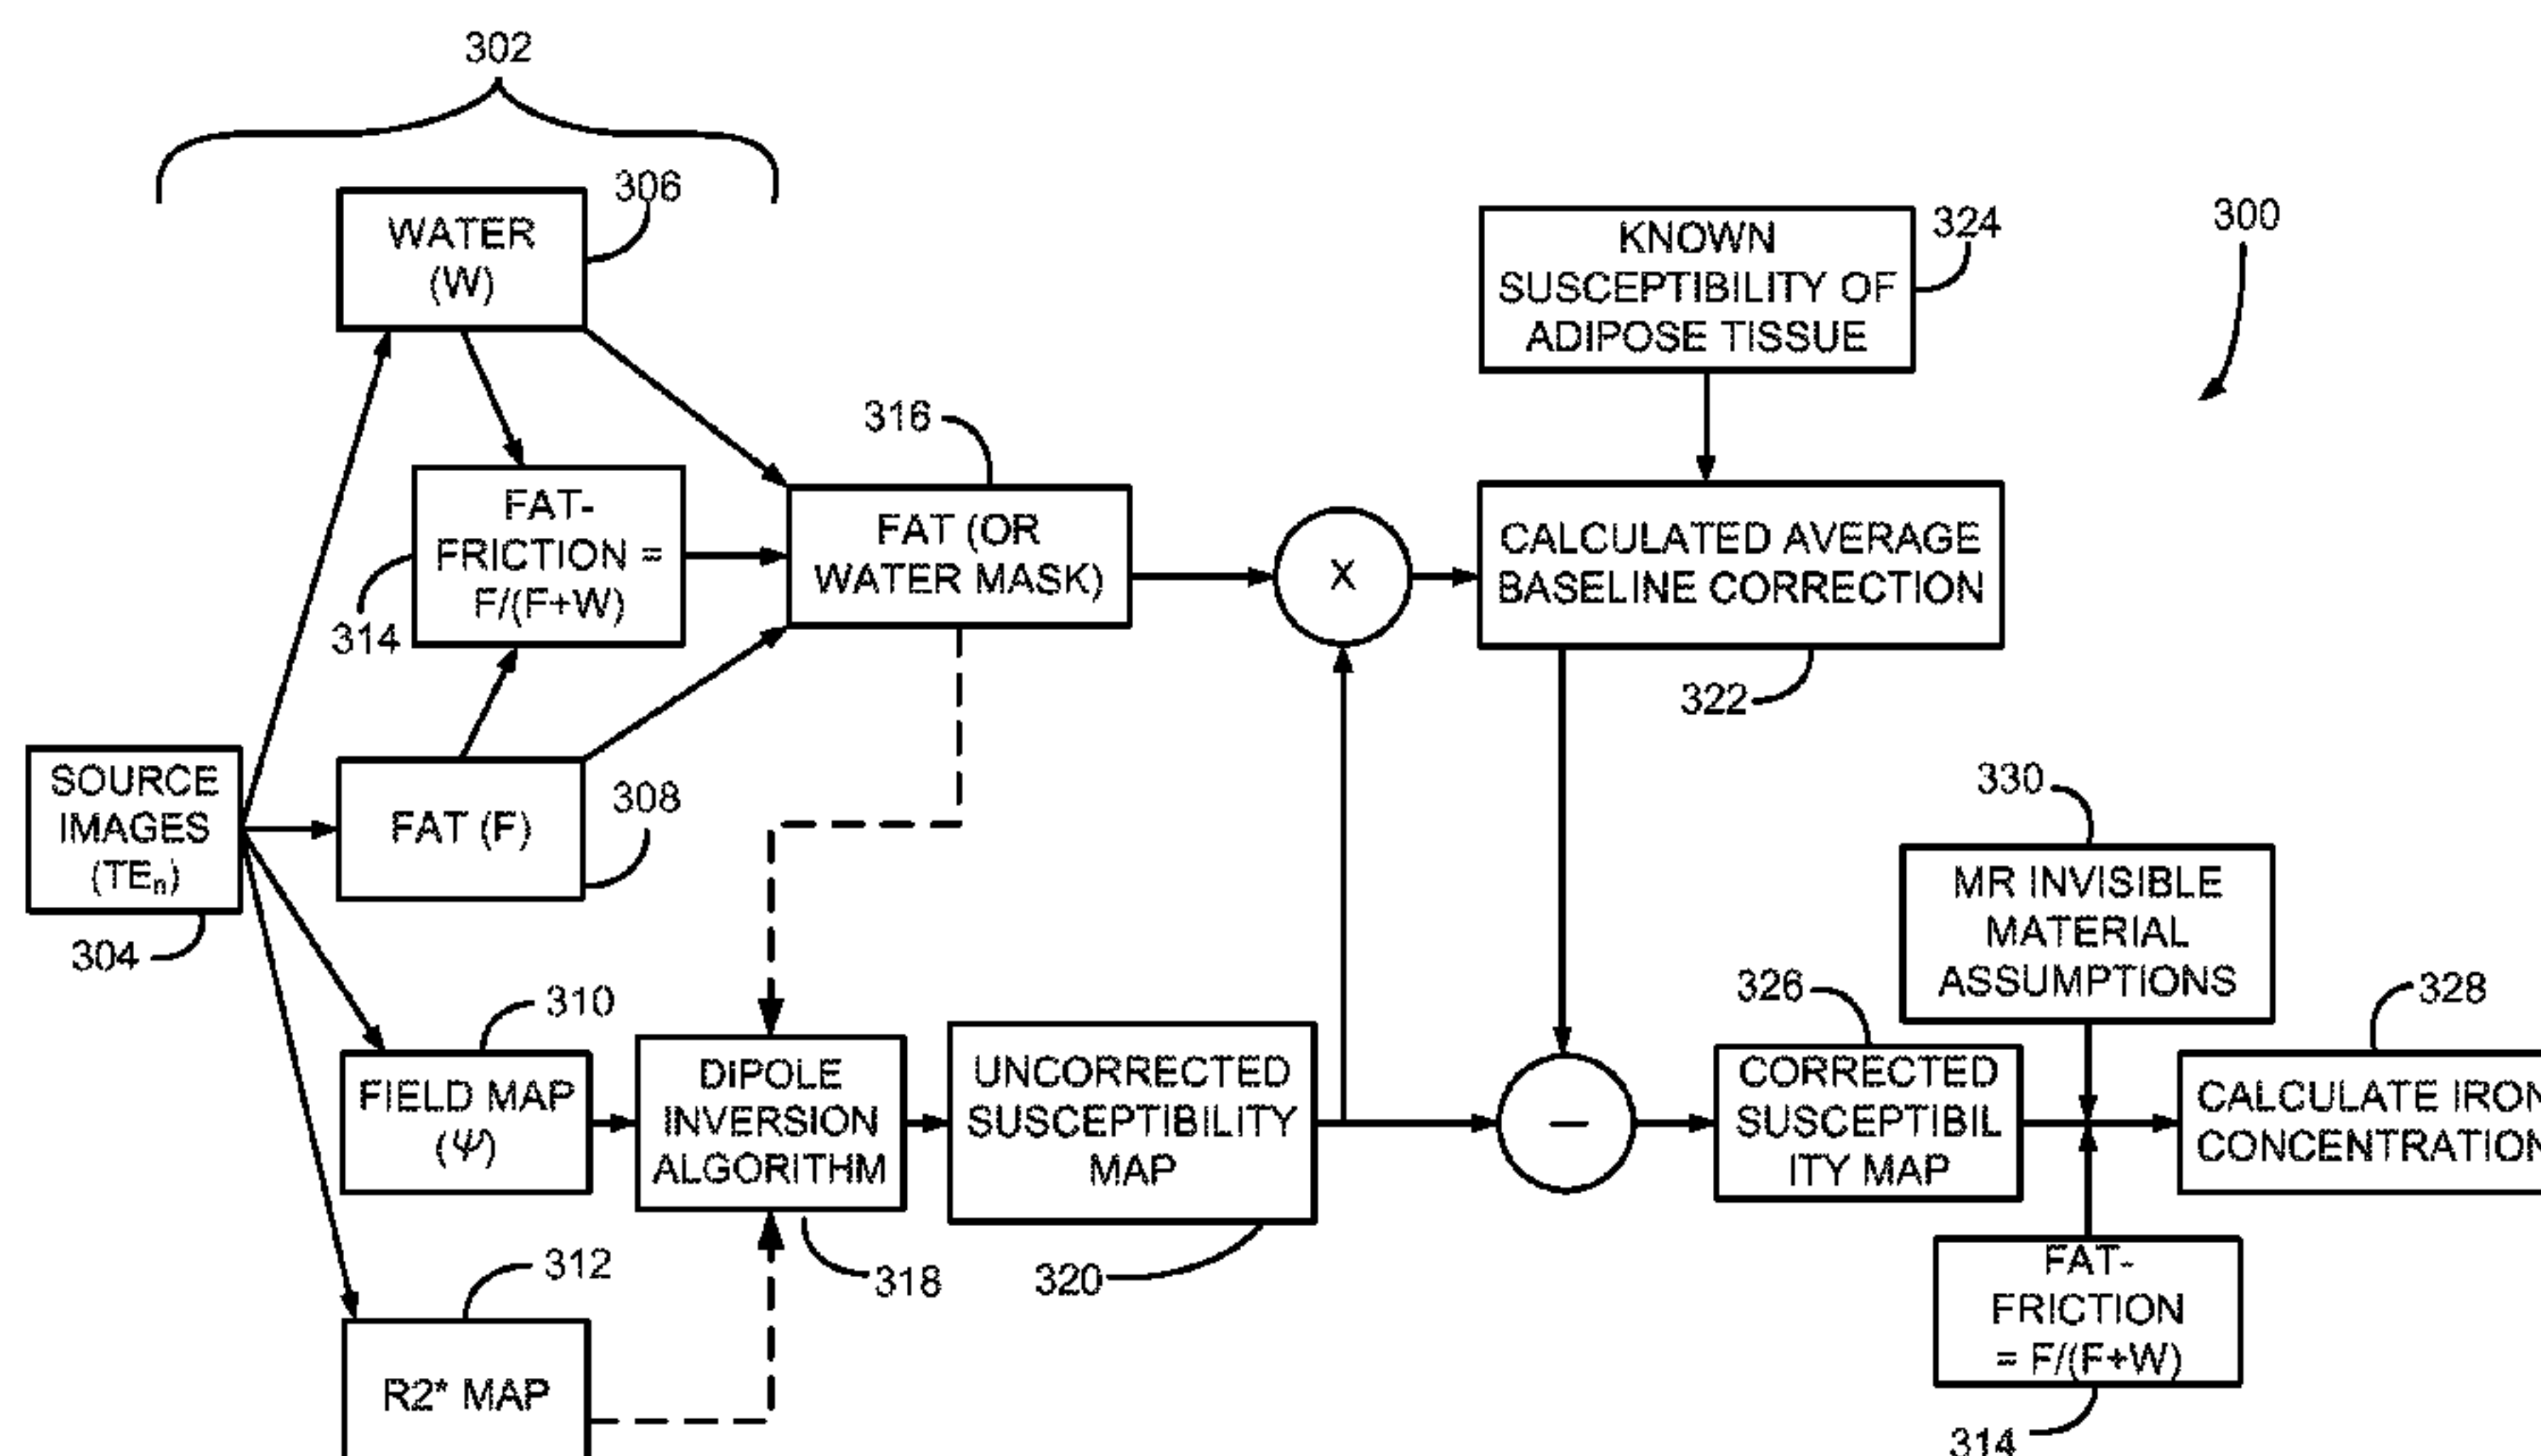 302
306
WATER
(W)
324
KNOWN
SUSCEPTIBILITY OF
ADIPOSE TISSUE
300
316
FAT-
FRICTION =
F/(F+W)
314
FAT (OR
WATER MASK)
X
CALCULATED AVERAGE
BASELINE CORRECTION
322
SOURCE
IMAGES
(TEₙ)
304
FAT (F)
308
330
MR INVISIBLE
MATERIAL
ASSUMPTIONS
310
FIELD MAP
(Ψ)
DIPOLE
INVERSION
ALGORITHM
318
UNCORRECTED
SUSCEPTIBILITY
MAP
320
–
326
CORRECTED
SUSCEPTIBIL
ITY MAP
328
CALCULATE IRON
CONCENTRATION
312
R2* MAP
FAT-
FRICTION
= F/(F+W)
314